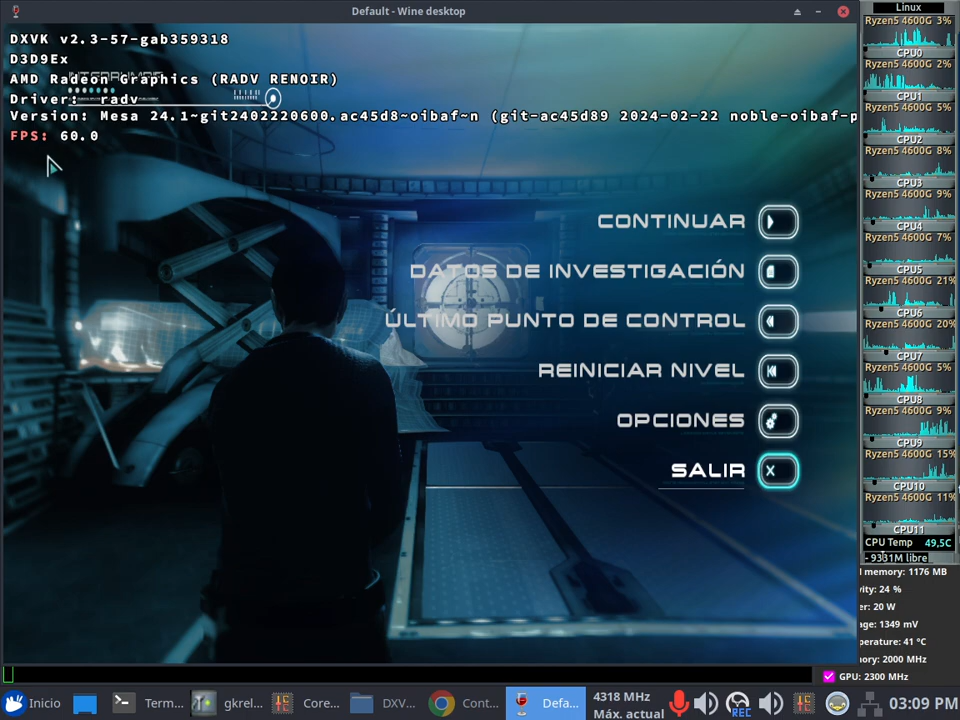 Default - Wine desktop
DXVK v2.3-57-gab359318
D3D9Ex
AMD Radeon Graphics (RADV RENOIR)
Driver: radv
Version: Mesa 24.1~git2402220600.ac45d8~oibaf~n (git-ac45d89 2024-02-22 noble-oibaf-p
FPS: 60.0
CONTINUAR
DATOS DE INVESTIGACIÓN
ÚLTIMO PUNTO DE CONTROL
REINICIAR NIVEL
OPCIONES
SALIR X
Linux
Ryzen5 4600G 3%
CPU0
Ryzen5 4600G 2%
CPU1
Ryzen5 4600G 5%
CPU2
Ryzen5 4600G 8%
CPU3
Ryzen5 4600G 9%
CPU4
Ryzen5 4600G 7%
CPU5
Ryzen5 4600G 21%
CPU6
Ryzen5 4600G 20%
CPU7
Ryzen5 4600G 5%
CPU8
Ryzen5 4600G 9%
CPU9
Ryzen5 4600G 15%
CPU10
Ryzen5 4600G 11%
CPU11
CPU Temp 49,5C
- 9331M libre
l memory: 1176 MB
vity: 24 %
er: 20 W
age: 1349 mV
perature: 41 °C
nory: 2000 MHz
GPU: 2300 MHz
Inicio
Term...
gkrel...
Core...
DXV...
Cont...
Defa...
4318 MHz
Máx. actual
REC
03:09 PM